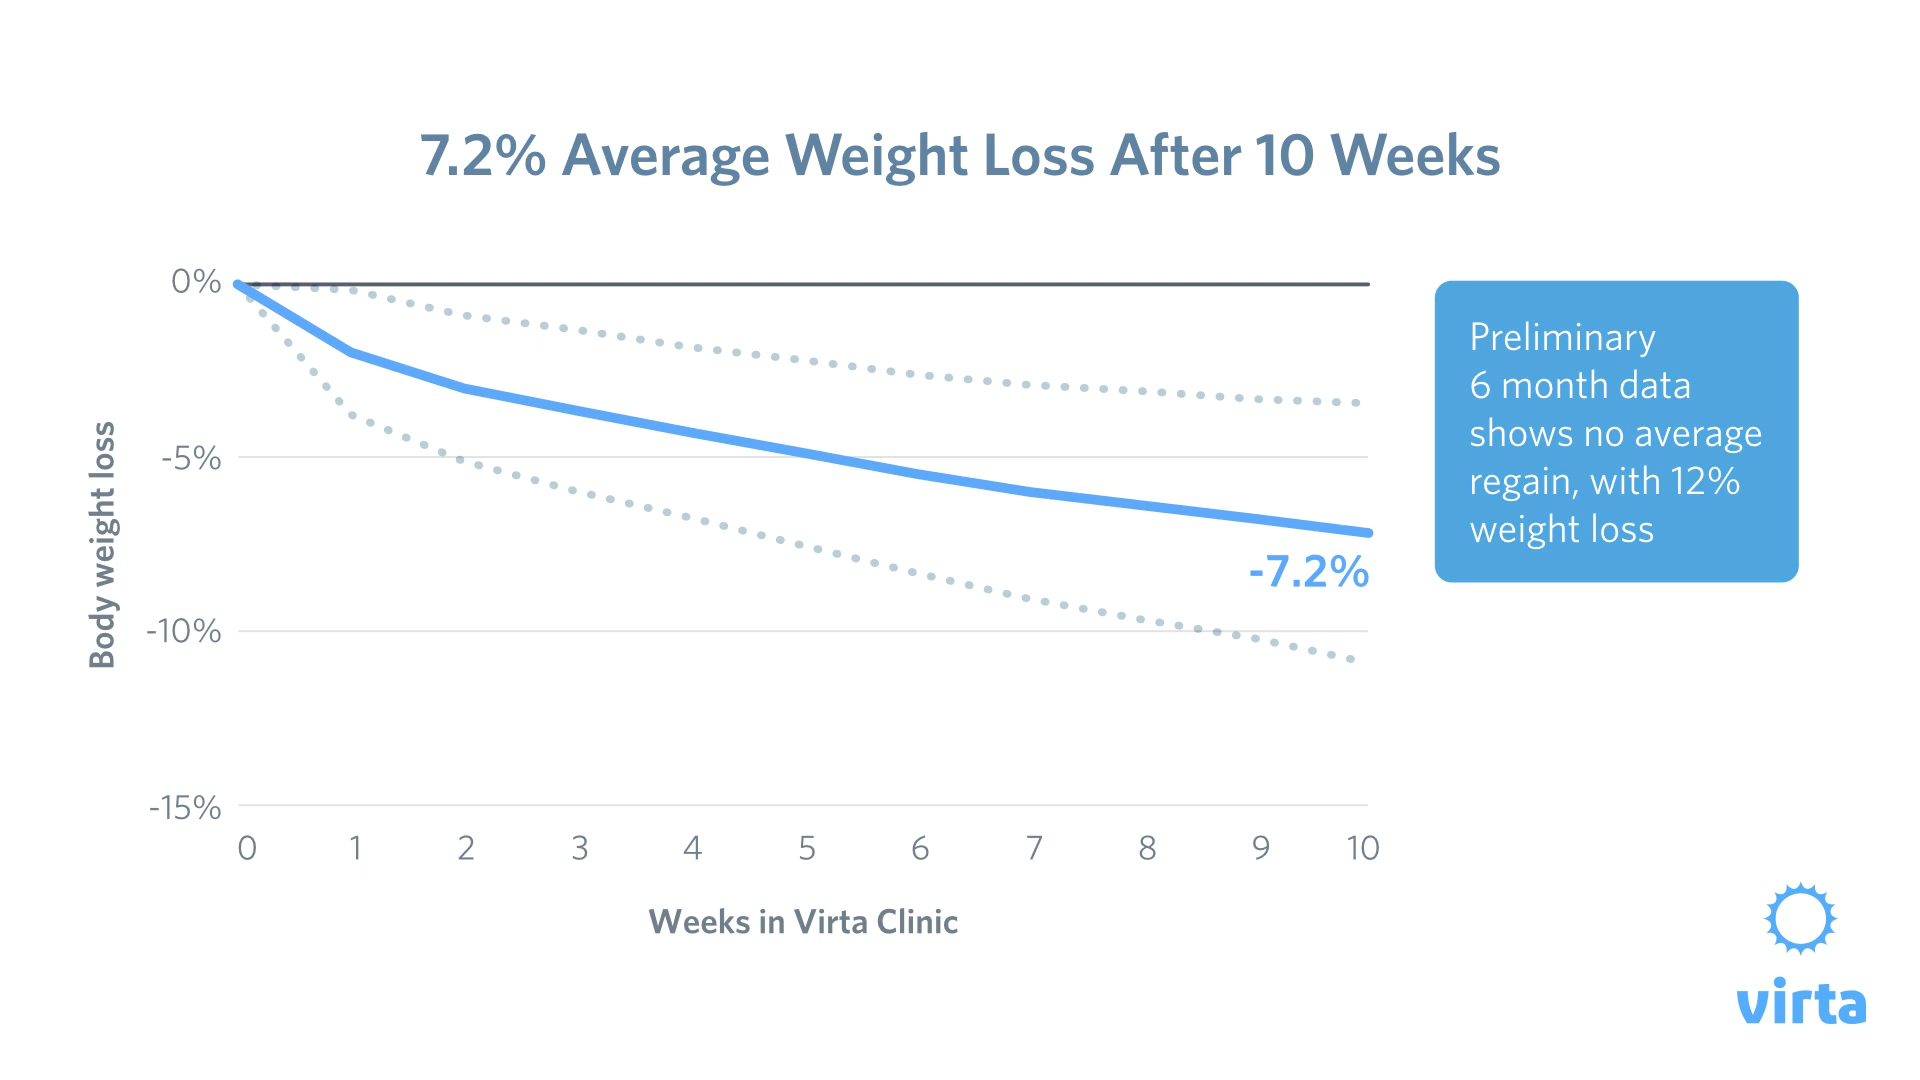 7.2% Average Weight Loss After 10 Weeks
0%
-5%
-10%
-15%
Body weight loss
-7.2%
0 1 2 3 4 5 6 7 8 9 10
Weeks in Virta Clinic
Preliminary
6 month data
shows no average
regain, with 12%
weight loss
virta